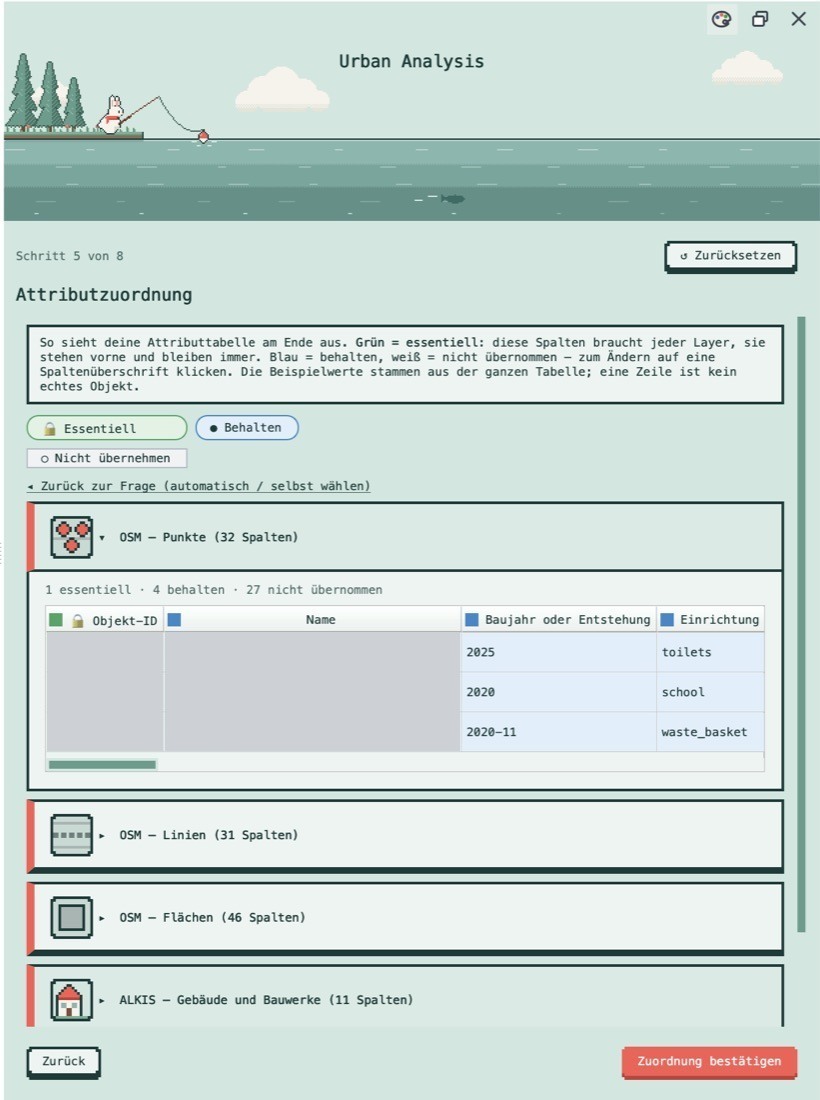 Urban Analysis
Schritt 5 von 8
↺ Zurücksetzen
Attributzuordnung
So sieht deine Attributtabelle am Ende aus. Grün = essentiell: diese Spalten braucht jeder Layer, sie
stehen vorne und bleiben immer. Blau = behalten, weiß = nicht übernommen — zum Ändern auf eine
Spaltenüberschrift klicken. Die Beispielwerte stammen aus der ganzen Tabelle; eine Zeile ist kein
echtes Objekt.
🔒 Essentiell
● Behalten
○ Nicht übernehmen
◂ Zurück zur Frage (automatisch / selbst wählen)
▾ OSM — Punkte (32 Spalten)
1 essentiell · 4 behalten · 27 nicht übernommen
🔒 Objekt-ID Name Baujahr oder Entstehung Einrichtung
2025 toilets
2020 school
2020-11 waste_basket
▸ OSM — Linien (31 Spalten)
▸ OSM — Flächen (46 Spalten)
▸ ALKIS — Gebäude und Bauwerke (11 Spalten)
Zurück
Zuordnung bestätigen